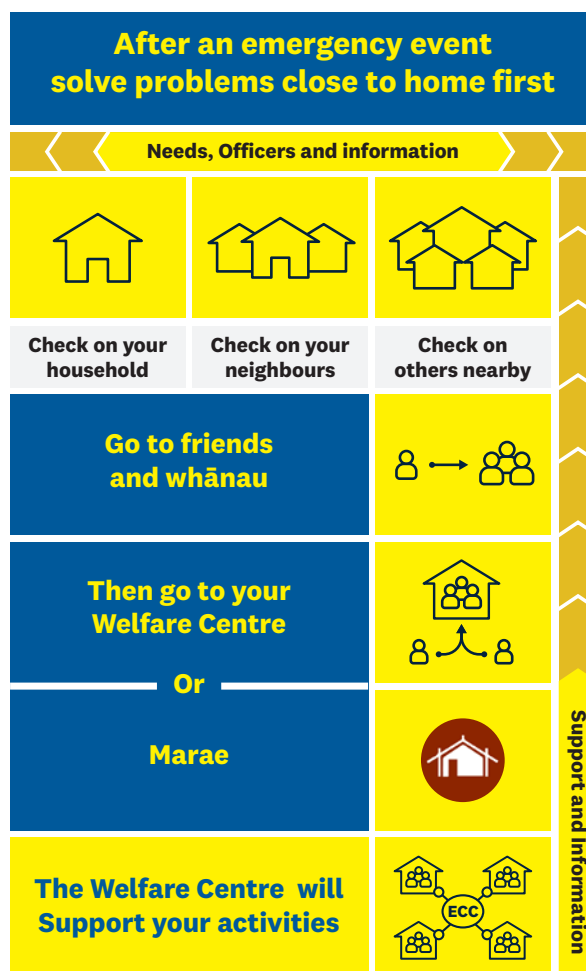 After an emergency event
solve problems close to home first
Needs, Officers and information
Check on your
household
Check on your
neighbours
Check on
others nearby
Go to friends
and whānau
Then go to your
Welfare Centre
Or
Marae
The Welfare Centre will
Support your activities
ECC
Support and Information